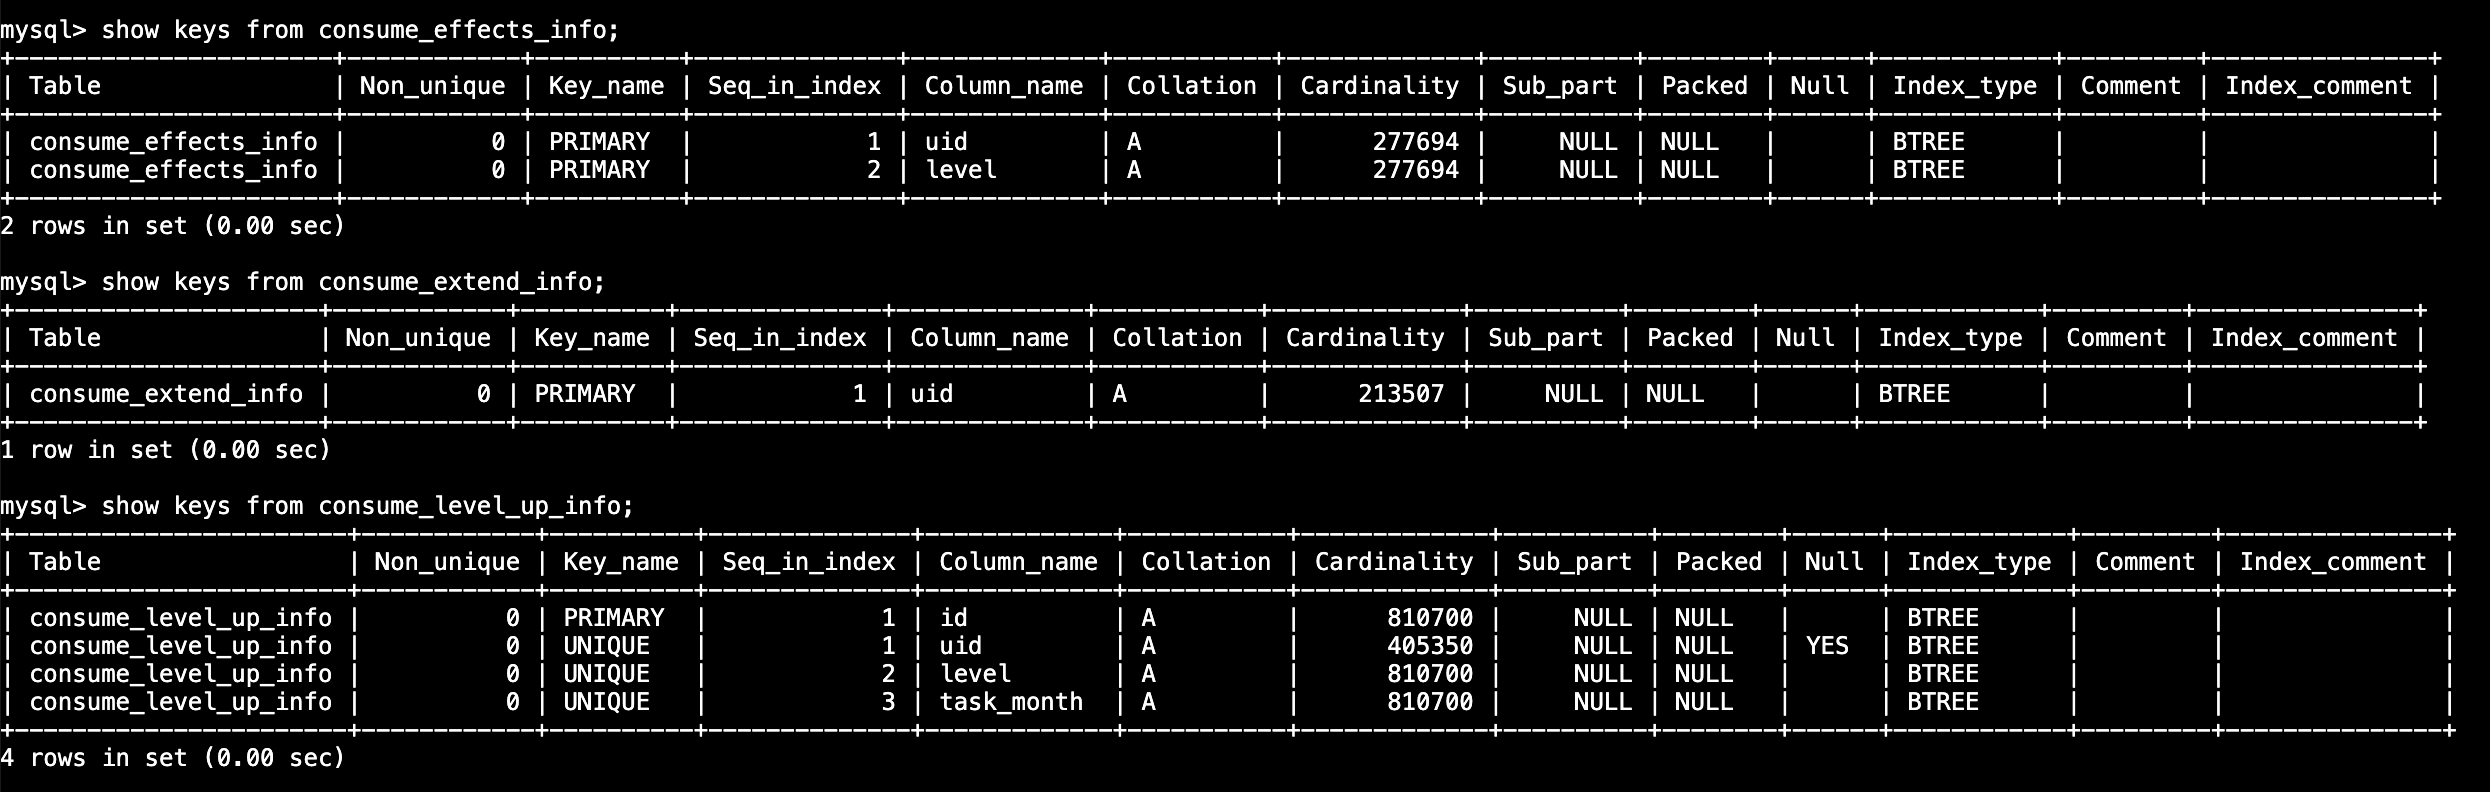 mysql> show keys from consume_effects_info;
+-----------------------+------------+----------+--------------+-------------+-----------+-------------+----------+--------+------+------------+---------+---------------+
| Table                 | Non_unique | Key_name | Seq_in_index | Column_name | Collation | Cardinality | Sub_part | Packed | Null | Index_type | Comment | Index_comment |
+-----------------------+------------+----------+--------------+-------------+-----------+-------------+----------+--------+------+------------+---------+---------------+
| consume_effects_info |          0 | PRIMARY  |            1 | uid         | A         |      277694 |     NULL | NULL   |      | BTREE      |         |               |
| consume_effects_info |          0 | PRIMARY  |            2 | level       | A         |      277694 |     NULL | NULL   |      | BTREE      |         |               |
+-----------------------+------------+----------+--------------+-------------+-----------+-------------+----------+--------+------+------------+---------+---------------+
2 rows in set (0.00 sec)
mysql> show keys from consume_extend_info;
+---------------------+------------+----------+--------------+-------------+-----------+-------------+----------+--------+------+------------+---------+---------------+
| Table               | Non_unique | Key_name | Seq_in_index | Column_name | Collation | Cardinality | Sub_part | Packed | Null | Index_type | Comment | Index_comment |
+---------------------+------------+----------+--------------+-------------+-----------+-------------+----------+--------+------+------------+---------+---------------+
| consume_extend_info |          0 | PRIMARY  |            1 | uid         | A         |      213507 |     NULL | NULL   |      | BTREE      |         |               |
+---------------------+------------+----------+--------------+-------------+-----------+-------------+----------+--------+------+------------+---------+---------------+
1 row in set (0.00 sec)
mysql> show keys from consume_level_up_info;
+-----------------------+------------+----------+--------------+-------------+-----------+-------------+----------+--------+------+------------+---------+---------------+
| Table                 | Non_unique | Key_name | Seq_in_index | Column_name | Collation | Cardinality | Sub_part | Packed | Null | Index_type | Comment | Index_comment |
+-----------------------+------------+----------+--------------+-------------+-----------+-------------+----------+--------+------+------------+---------+---------------+
| consume_level_up_info |          0 | PRIMARY  |            1 | id          | A         |      810700 |     NULL | NULL   |      | BTREE      |         |               |
| consume_level_up_info |          0 | UNIQUE   |            1 | uid         | A         |      405350 |     NULL | NULL   | YES  | BTREE      |         |               |
| consume_level_up_info |          0 | UNIQUE   |            2 | level       | A         |      810700 |     NULL | NULL   |      | BTREE      |         |               |
| consume_level_up_info |          0 | UNIQUE   |            3 | task_month  | A         |      810700 |     NULL | NULL   |      | BTREE      |         |               |
+-----------------------+------------+----------+--------------+-------------+-----------+-------------+----------+--------+------+------------+---------+---------------+
4 rows in set (0.00 sec)